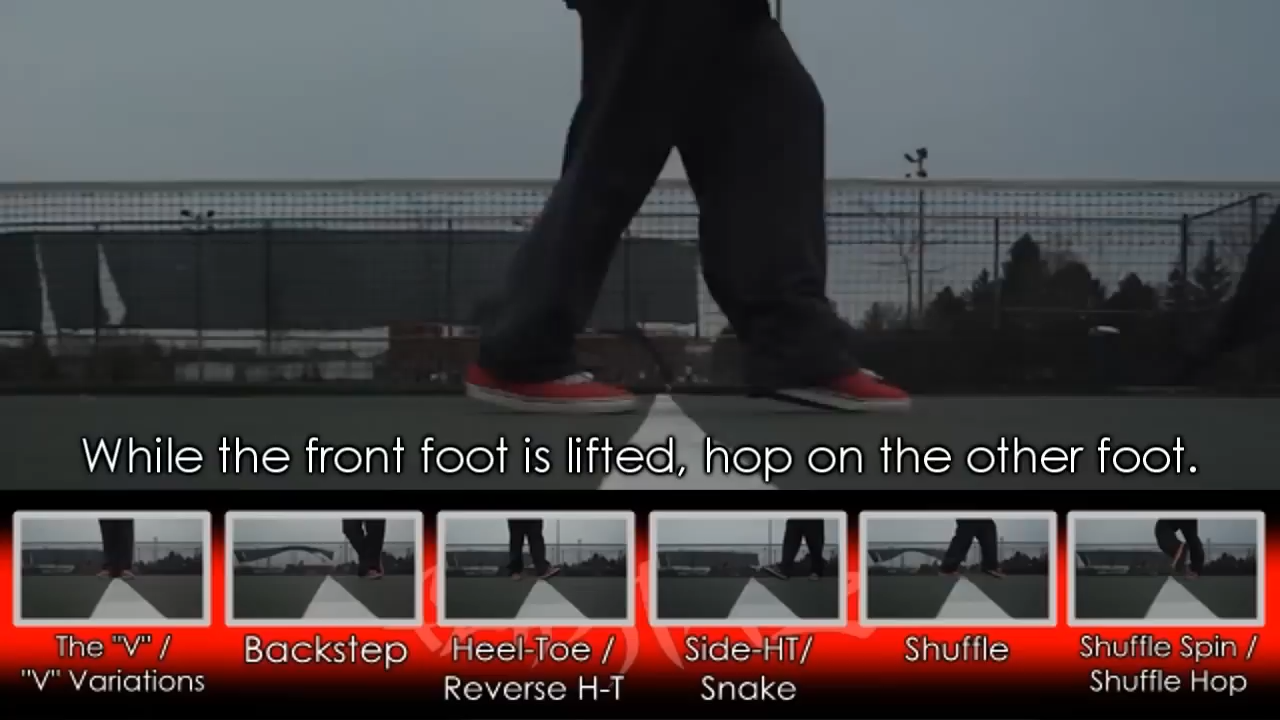 While the front foot is lifted, hop on the other foot.
The "V" /
"V" Variations
Backstep
Heel-Toe /
Reverse H-T
Side-HT/
Snake
Shuffle
Shuffle Spin /
Shuffle Hop